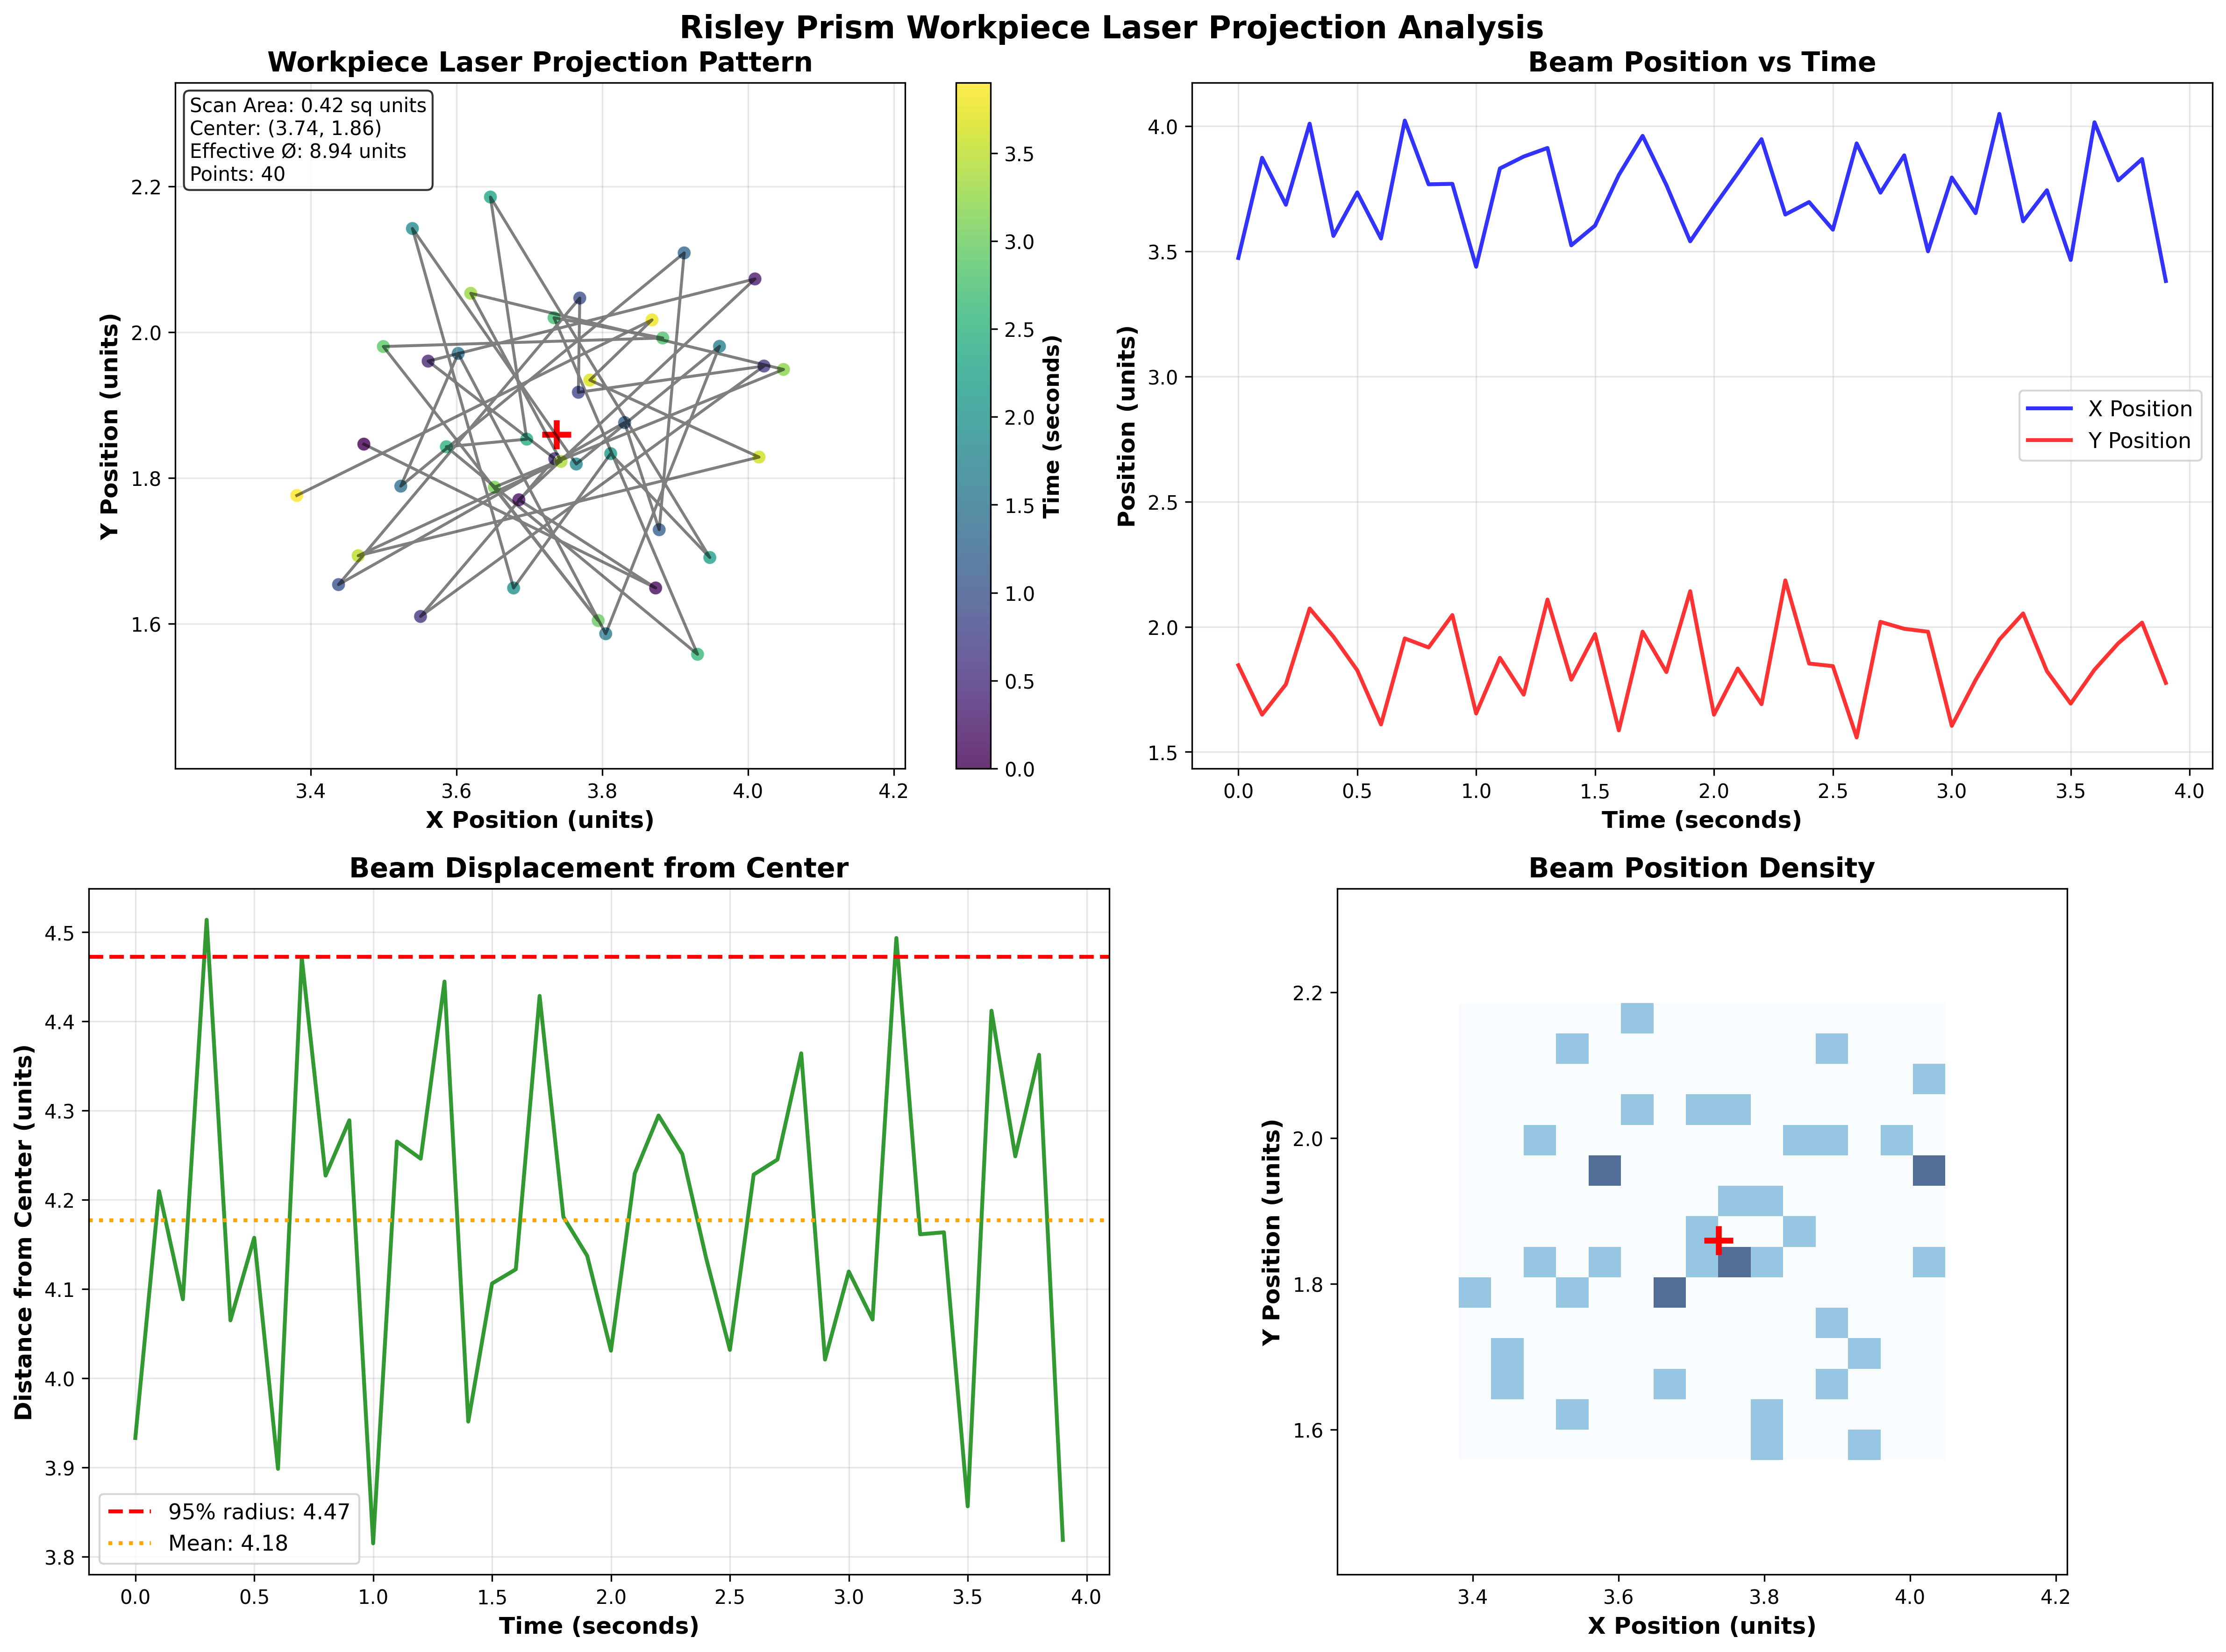 Risley Prism Workpiece Laser Projection Analysis
Workpiece Laser Projection Pattern
Scan Area: 0.42 sq units
Center: (3.74, 1.86)
Effective Ø: 8.94 units
Points: 40
Y Position (units)
2.2
2.0
1.8
1.6
3.4
3.6
3.8
4.0
4.2
X Position (units)
3.5
3.0
2.5
2.0
1.5
1.0
0.5
0.0
Time (seconds)
Beam Position vs Time
Position (units)
4.0
3.5
3.0
2.5
2.0
1.5
X Position
Y Position
0.0
0.5
1.0
1.5
2.0
2.5
3.0
3.5
4.0
Time (seconds)
Beam Displacement from Center
Distance from Center (units)
4.5
4.4
4.3
4.2
4.1
4.0
3.9
3.8
95% radius: 4.47
Mean: 4.18
0.0
0.5
1.0
1.5
2.0
2.5
3.0
3.5
4.0
Time (seconds)
Beam Position Density
Y Position (units)
2.2
2.0
1.8
1.6
3.4
3.6
3.8
4.0
4.2
X Position (units)